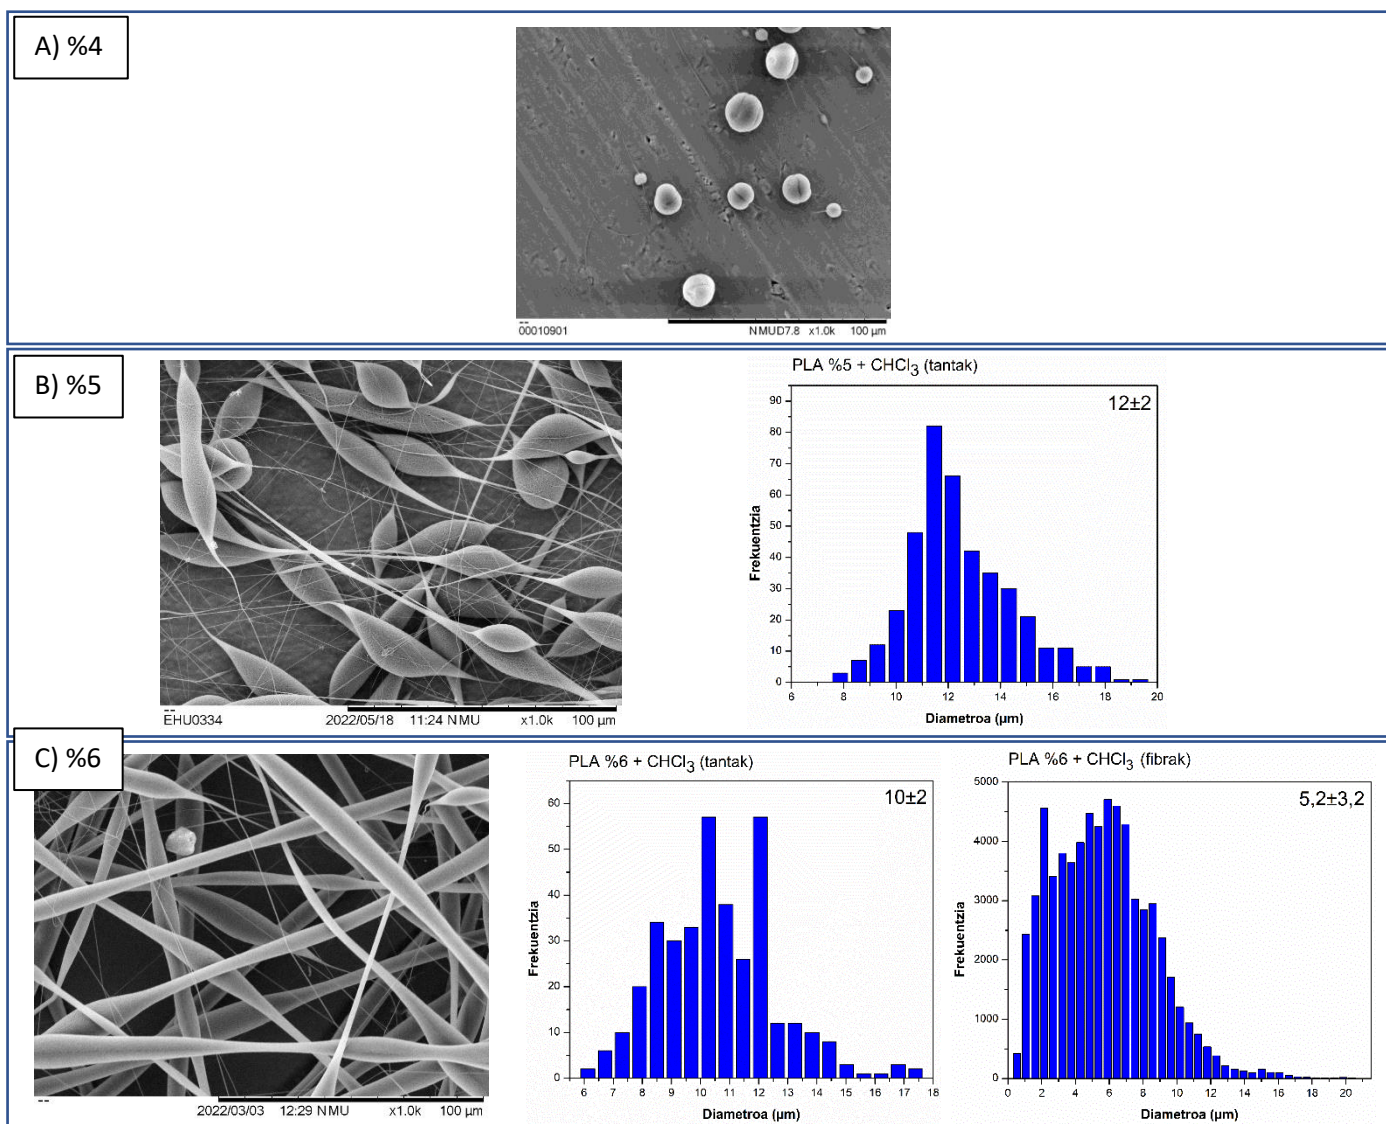 A) %4
00010901 NMUD7.8 x1.0k 100 µm
B) %5
EHU0334 2022/05/18 11:24 NMU x1.0k 100 µm
PLA %5 + CHCl3 (tantak)
12±2
Frekuentzia
90
80
70
60
50
40
30
20
10
0
6 8 10 12 14 16 18 20
Diametroa (µm)
C) %6
2022/03/03 12:29 NMU x1.0k 100 µm
PLA %6 + CHCl3 (tantak)
10±2
Frekuentzia
60
50
40
30
20
10
0
6 7 8 9 10 11 12 13 14 15 16 17 18
Diametroa (µm)
PLA %6 + CHCl3 (fibrak)
5,2±3,2
Frekuentzia
5000
4000
3000
2000
1000
0
0 2 4 6 8 10 12 14 16 18 20
Diametroa (µm)